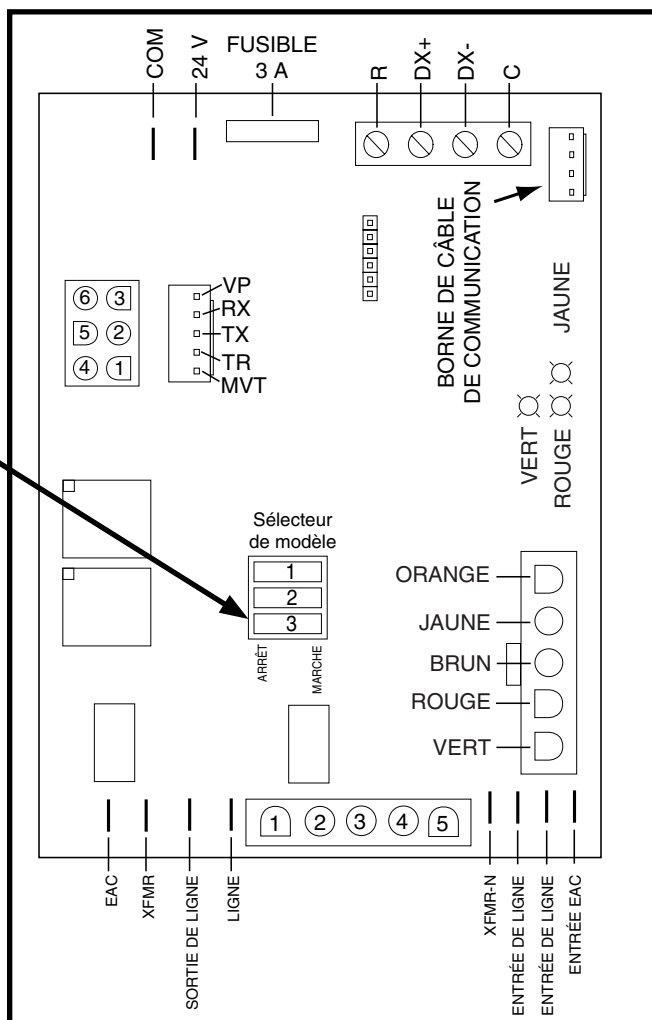 COM
24 V
FUSIBLE
3 A
R
DX+
DX-
C
BORNE DE CÂBLE
DE COMMUNICATION
JAUNE
VERT
ROUGE
6 3
5 2
4 1
VP
RX
TX
TR
MVT
Sélecteur
de modèle
1
2
3
ARRÊT
MARCHE
ORANGE
JAUNE
BRUN
ROUGE
VERT
1 2 3 4 5
EAC
XFMR
SORTIE DE LIGNE
LIGNE
XFMR-N
ENTRÉE DE LIGNE
ENTRÉE DE LIGNE
ENTRÉE EAC